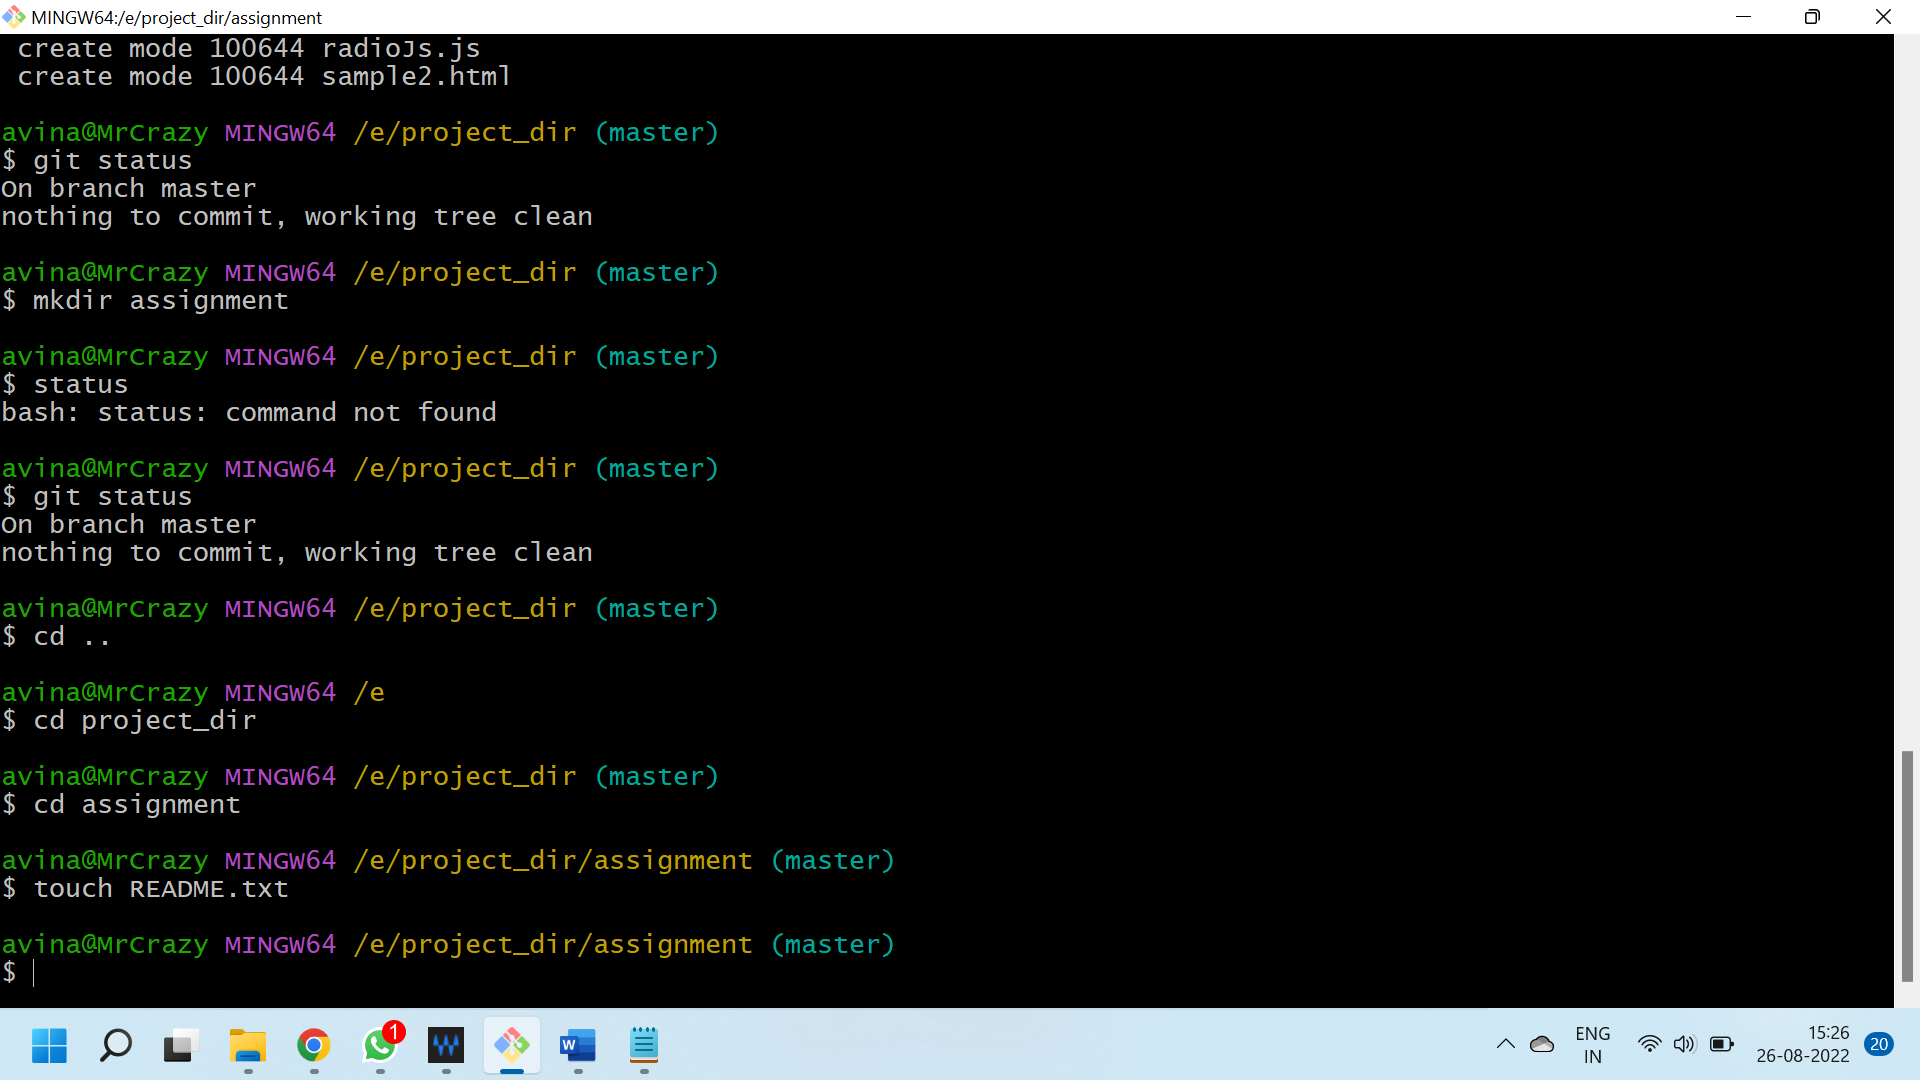 MINGW64:/e/project_dir/assignment
create mode 100644 radioJs.js
create mode 100644 sample2.html
avina@MrCrazy MINGW64 /e/project_dir (master)
$ git status
On branch master
nothing to commit, working tree clean
avina@MrCrazy MINGW64 /e/project_dir (master)
$ mkdir assignment
avina@MrCrazy MINGW64 /e/project_dir (master)
$ status
bash: status: command not found
avina@MrCrazy MINGW64 /e/project_dir (master)
$ git status
On branch master
nothing to commit, working tree clean
avina@MrCrazy MINGW64 /e/project_dir (master)
$ cd ..
avina@MrCrazy MINGW64 /e
$ cd project_dir
avina@MrCrazy MINGW64 /e/project_dir (master)
$ cd assignment
avina@MrCrazy MINGW64 /e/project_dir/assignment (master)
$ touch README.txt
avina@MrCrazy MINGW64 /e/project_dir/assignment (master)
$
1
W
ENG
IN
15:26
26-08-2022
20